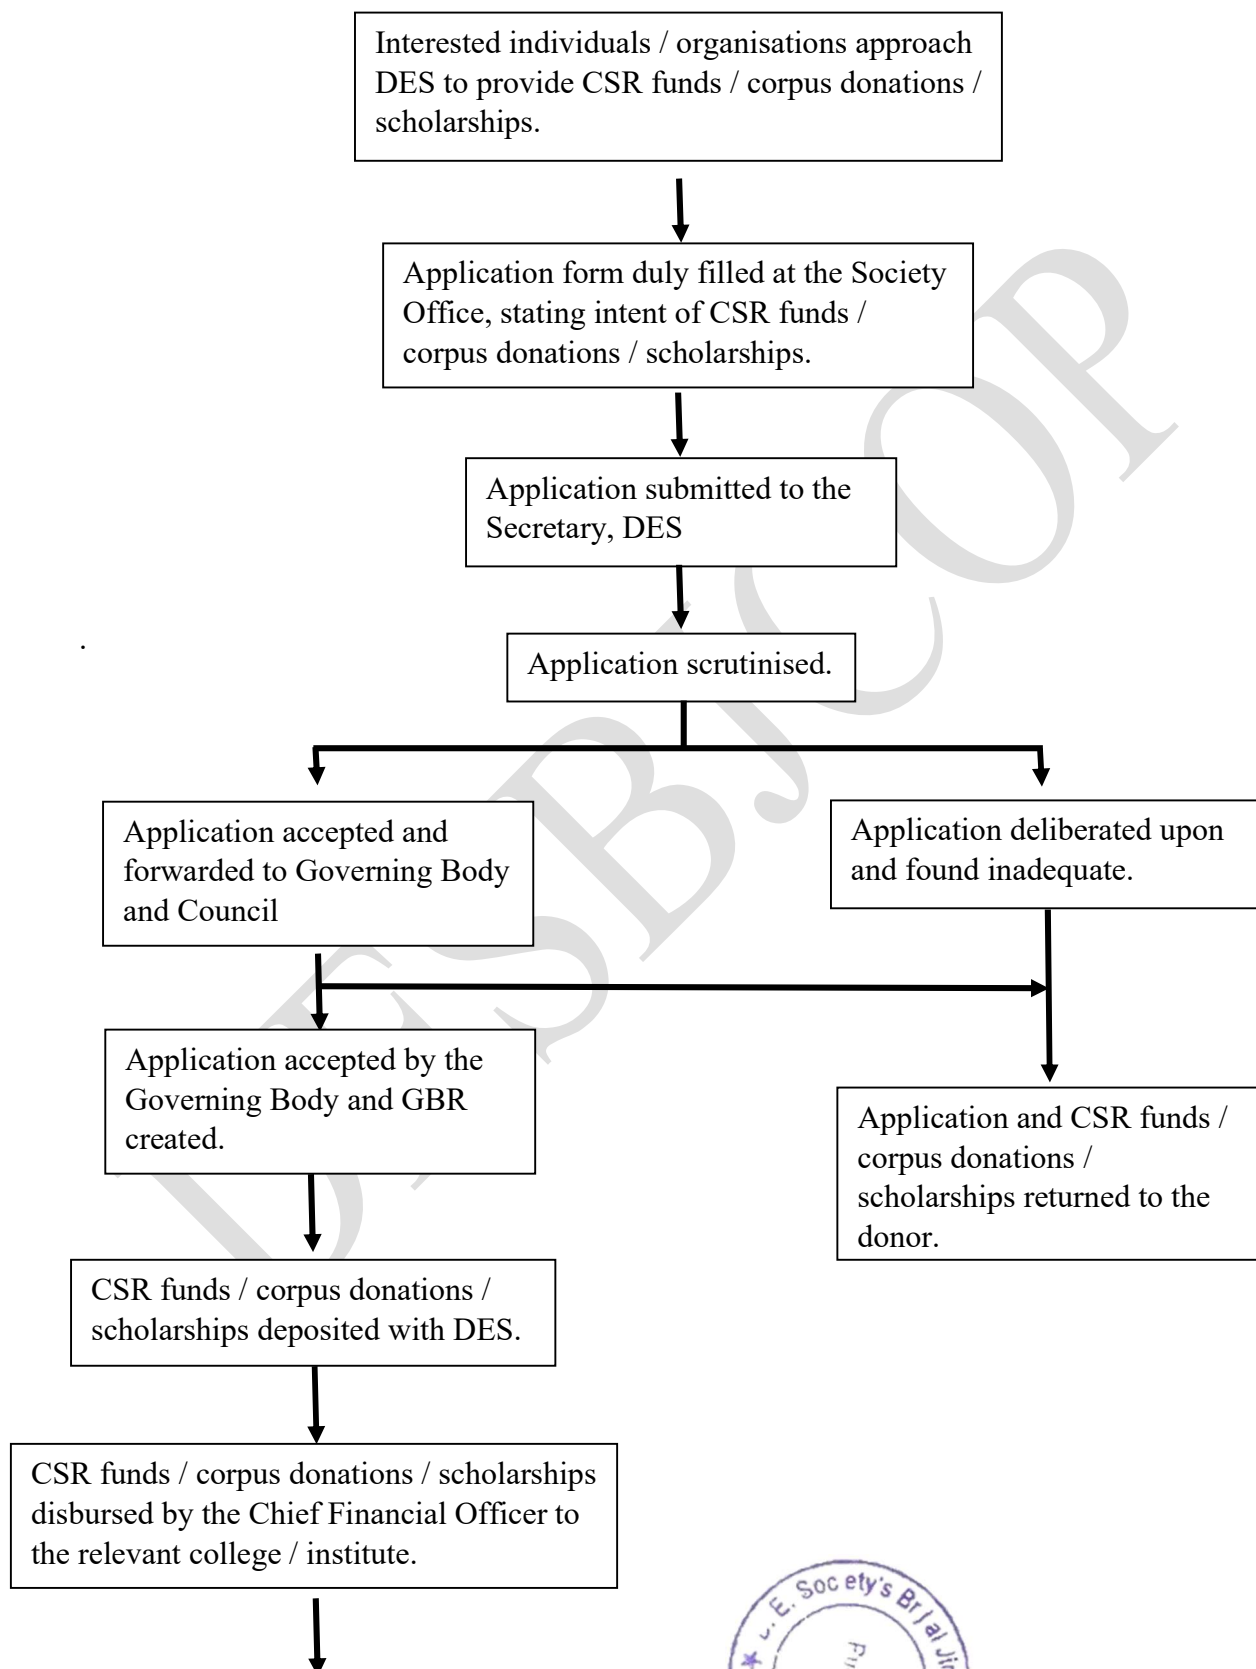 Interested individuals / organisations approach
DES to provide CSR funds / corpus donations /
scholarships.
Application form duly filled at the Society
Office, stating intent of CSR funds /
corpus donations / scholarships.
Application submitted to the
Secretary, DES
.
Application scrutinised.
Application accepted and
forwarded to Governing Body
and Council
Application deliberated upon
and found inadequate.
Application accepted by the
Governing Body and GBR
created.
Application and CSR funds /
corpus donations /
scholarships returned to the
donor.
CSR funds / corpus donations /
scholarships deposited with DES.
CSR funds / corpus donations / scholarships
disbursed by the Chief Financial Officer to
the relevant college / institute.
DESBJCOP
E. Society's